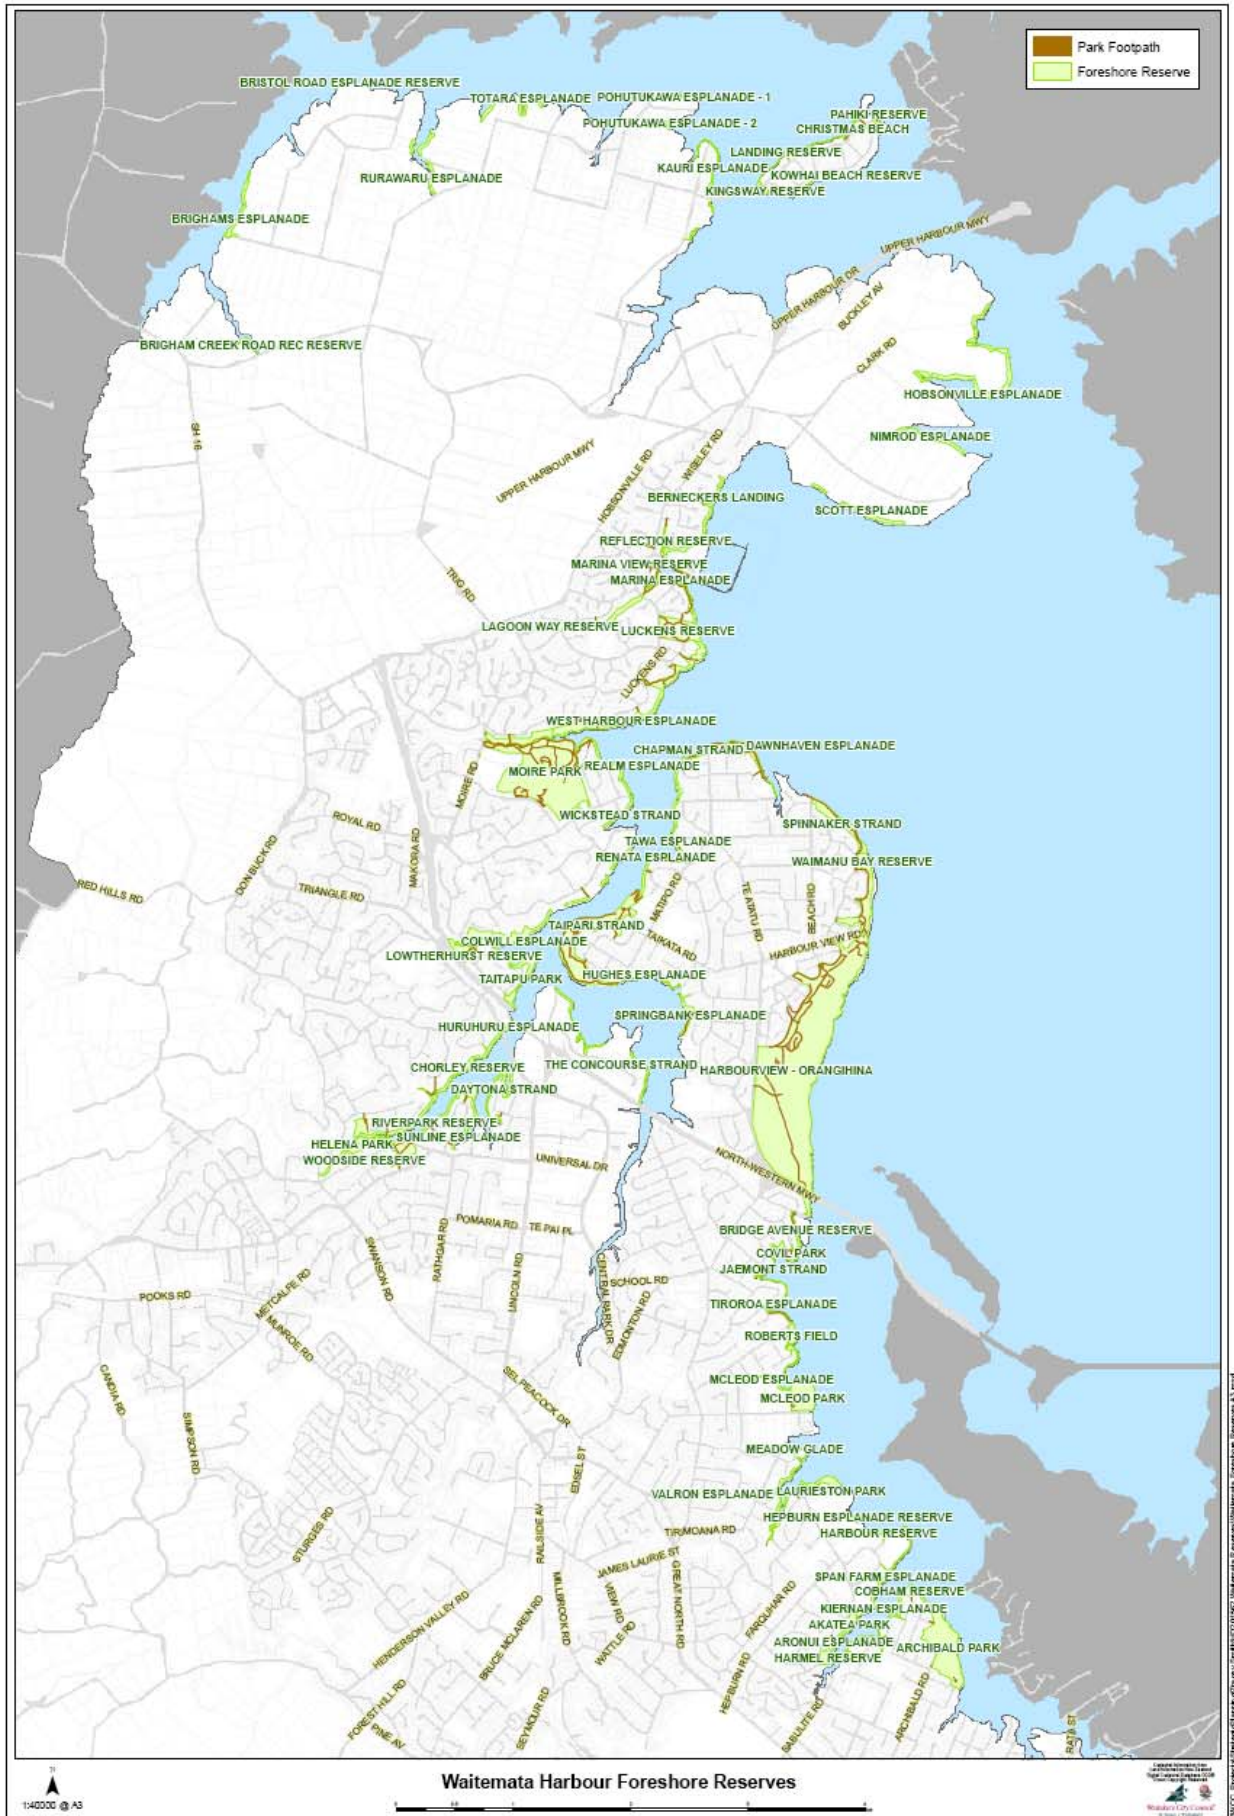 Park Footpath
Foreshore Reserve
BRISTOL ROAD ESPLANADE RESERVE
TOTARA ESPLANADE
POHUTUKAWA ESPLANADE - 1
POHUTUKAWA ESPLANADE - 2
PAHIKI RESERVE
CHRISTMAS BEACH
LANDING RESERVE
KAURI ESPLANADE
KOWHAI BEACH RESERVE
RURAWARU ESPLANADE
KINGSWAY RESERVE
BRIGHAMS ESPLANADE
UPPER HARBOUR MWY
UPPER HARBOUR DR
BUCKLEY AV
BRIGHAM CREEK ROAD REC RESERVE
CLARK RD
HOBSONVILLE ESPLANADE
SH 16
NIMROD ESPLANADE
UPPER HARBOUR MWY
HOBSONVILLE RD
WISELEY RD
BERNECKERS LANDING
SCOTT ESPLANADE
REFLECTION RESERVE
MARINA VIEW RESERVE
TRIG RD
MARINA ESPLANADE
LAGOON WAY RESERVE
LUCKENS RESERVE
LUCKENS RD
WEST HARBOUR ESPLANADE
CHAPMAN STRAND
DAWNHAVEN ESPLANADE
MOIRE RD
MOIRE PARK
REALM ESPLANADE
WICKSTEAD STRAND
ROYAL RD
SPINNAKER STRAND
MAKORA RD
TAWA ESPLANADE
RENATA ESPLANADE
WAIMANU BAY RESERVE
DON BUCK RD
RED HILLS RD
TRIANGLE RD
MATIPO RD
TE ATATU RD
BEACH RD
TAIPARI STRAND
COLWILL ESPLANADE
TAIKATA RD
HARBOUR VIEW RD
LOWTHERHURST RESERVE
TAITAPU PARK
HUGHES ESPLANADE
SPRINGBANK ESPLANADE
HURUHURU ESPLANADE
CHORLEY RESERVE
THE CONCOURSE STRAND
HARBOURVIEW - ORANGIHINA
DAYTONA STRAND
RIVERPARK RESERVE
SUNLINE ESPLANADE
HELENA PARK
WOODSIDE RESERVE
UNIVERSAL DR
NORTH-WESTERN MWY
POMARIA RD
TE PAI PL
BRIDGE AVENUE RESERVE
SWANSON RD
RATHGAR RD
LINCOLN RD
CENTRAL PARK DR
COVIL PARK
JAEMONT STRAND
SCHOOL RD
POOKS RD
METCALFE RD
MUNROE RD
EDMONTON RD
TIROROA ESPLANADE
ROBERTS FIELD
CANDIA RD
SIMPSON RD
SEL PEACOCK DR
MCLEOD ESPLANADE
MCLEOD PARK
EDSEL ST
MEADOW GLADE
VALRON ESPLANADE
LAURIESTON PARK
STURGES RD
RAILSIDE AV
HEPBURN ESPLANADE RESERVE
TIRIMOANA RD
HARBOUR RESERVE
JAMES LAURIE ST
GREAT NORTH RD
SPAN FARM ESPLANADE
COBHAM RESERVE
MILLBROOK RD
VIEW RD
FARQUHAR RD
KIERNAN ESPLANADE
HENDERSON VALLEY RD
BRUCE MCLAREN RD
WATTLE RD
AKATEA PARK
ARONUI ESPLANADE
ARCHIBALD PARK
HARMEL RESERVE
HEPBURN RD
FOREST HILL RD
PINE AV
SEYMOUR RD
SABULITE RD
ARCHIBALD RD
RATA ST
1:40000 @ A3
Waitemata Harbour Foreshore Reserves
Waitakere City Council